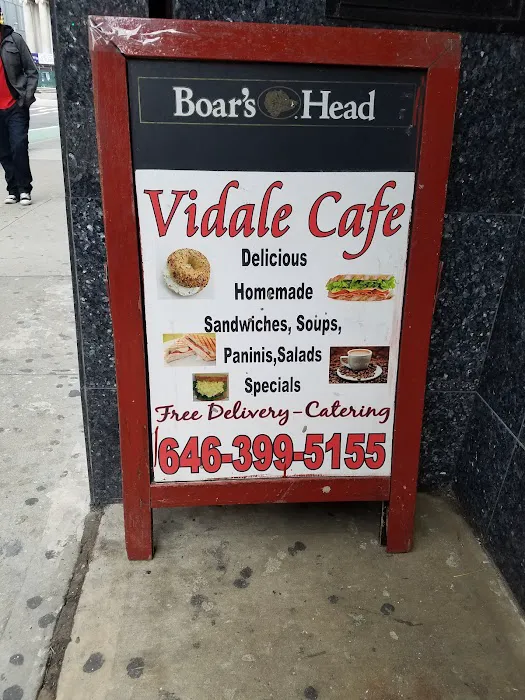 Boar's Head
Vidale Cafe
Delicious
Homemade
Sandwiches, Soups,
Paninis,Salads
Specials
Free Delivery-Catering
646-399-5155